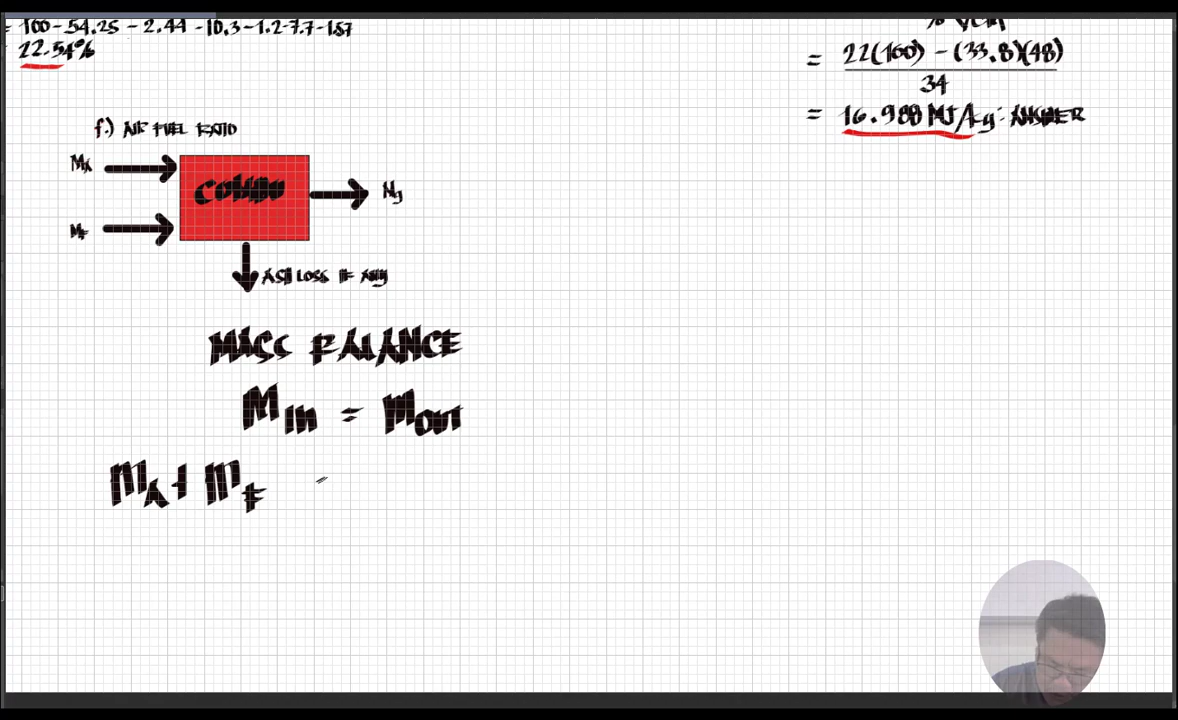 = 100-54.25-2.44-10.3-1.2-7.7-1.57
22.54%
% VCM
= 22(100) - (33.8)(48)
34
= 16.988 MJ/kg: ANSWER
f.) AIR FUEL RATIO
MA
COMBU
Mg
MF
ASH LOSS IF ANY
MASS BALANCE
MIN = MOUT
MA + MF =